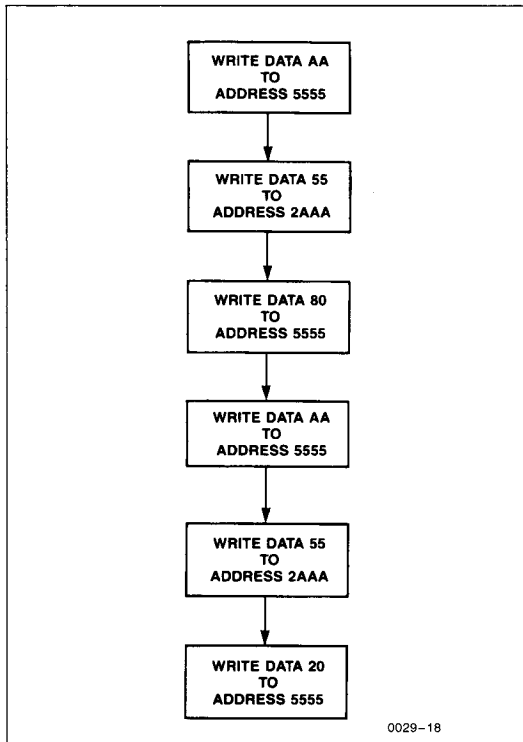 WRITE DATA AA
TO
ADDRESS 5555
WRITE DATA 55
TO
ADDRESS 2AAA
WRITE DATA 80
TO
ADDRESS 5555
WRITE DATA AA
TO
ADDRESS 5555
WRITE DATA 55
TO
ADDRESS 2AAA
WRITE DATA 20
TO
ADDRESS 5555
0029–18